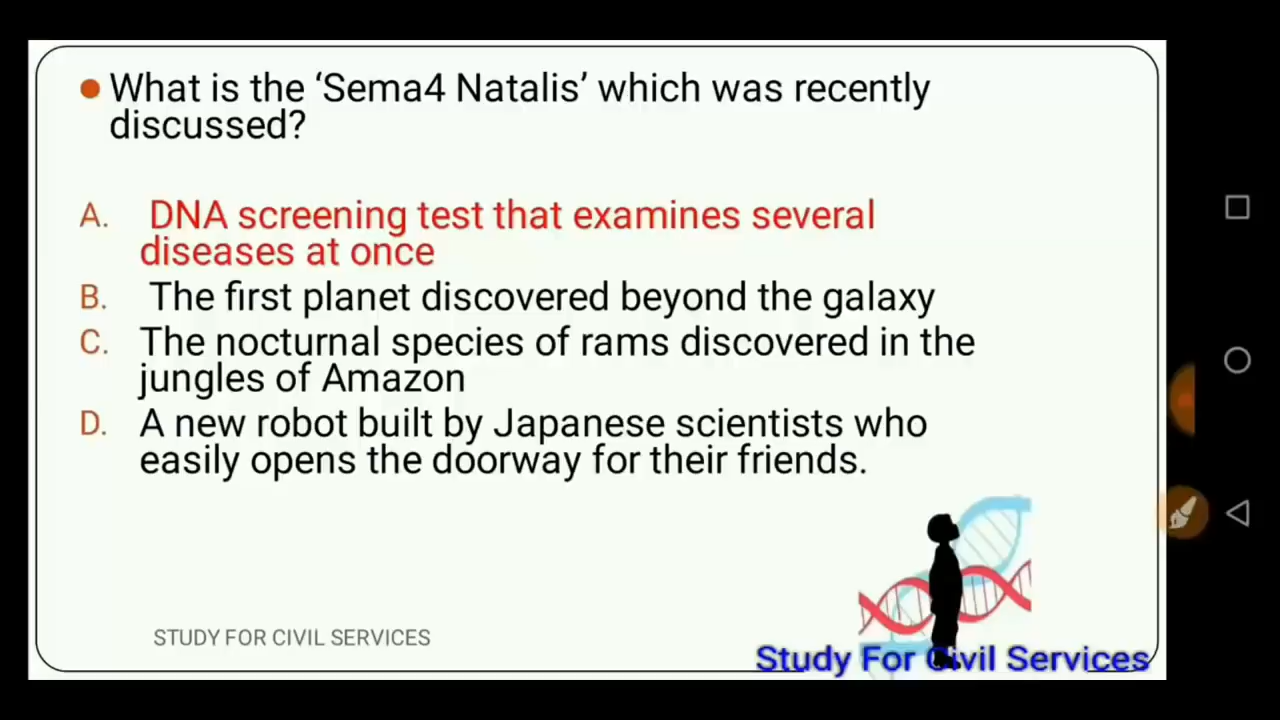 What is the ‘Sema4 Natalis’ which was recently
discussed?
A. DNA screening test that examines several
diseases at once
B. The first planet discovered beyond the galaxy
C. The nocturnal species of rams discovered in the
jungles of Amazon
D. A new robot built by Japanese scientists who
easily opens the doorway for their friends.
STUDY FOR CIVIL SERVICES
Study For Civil Services